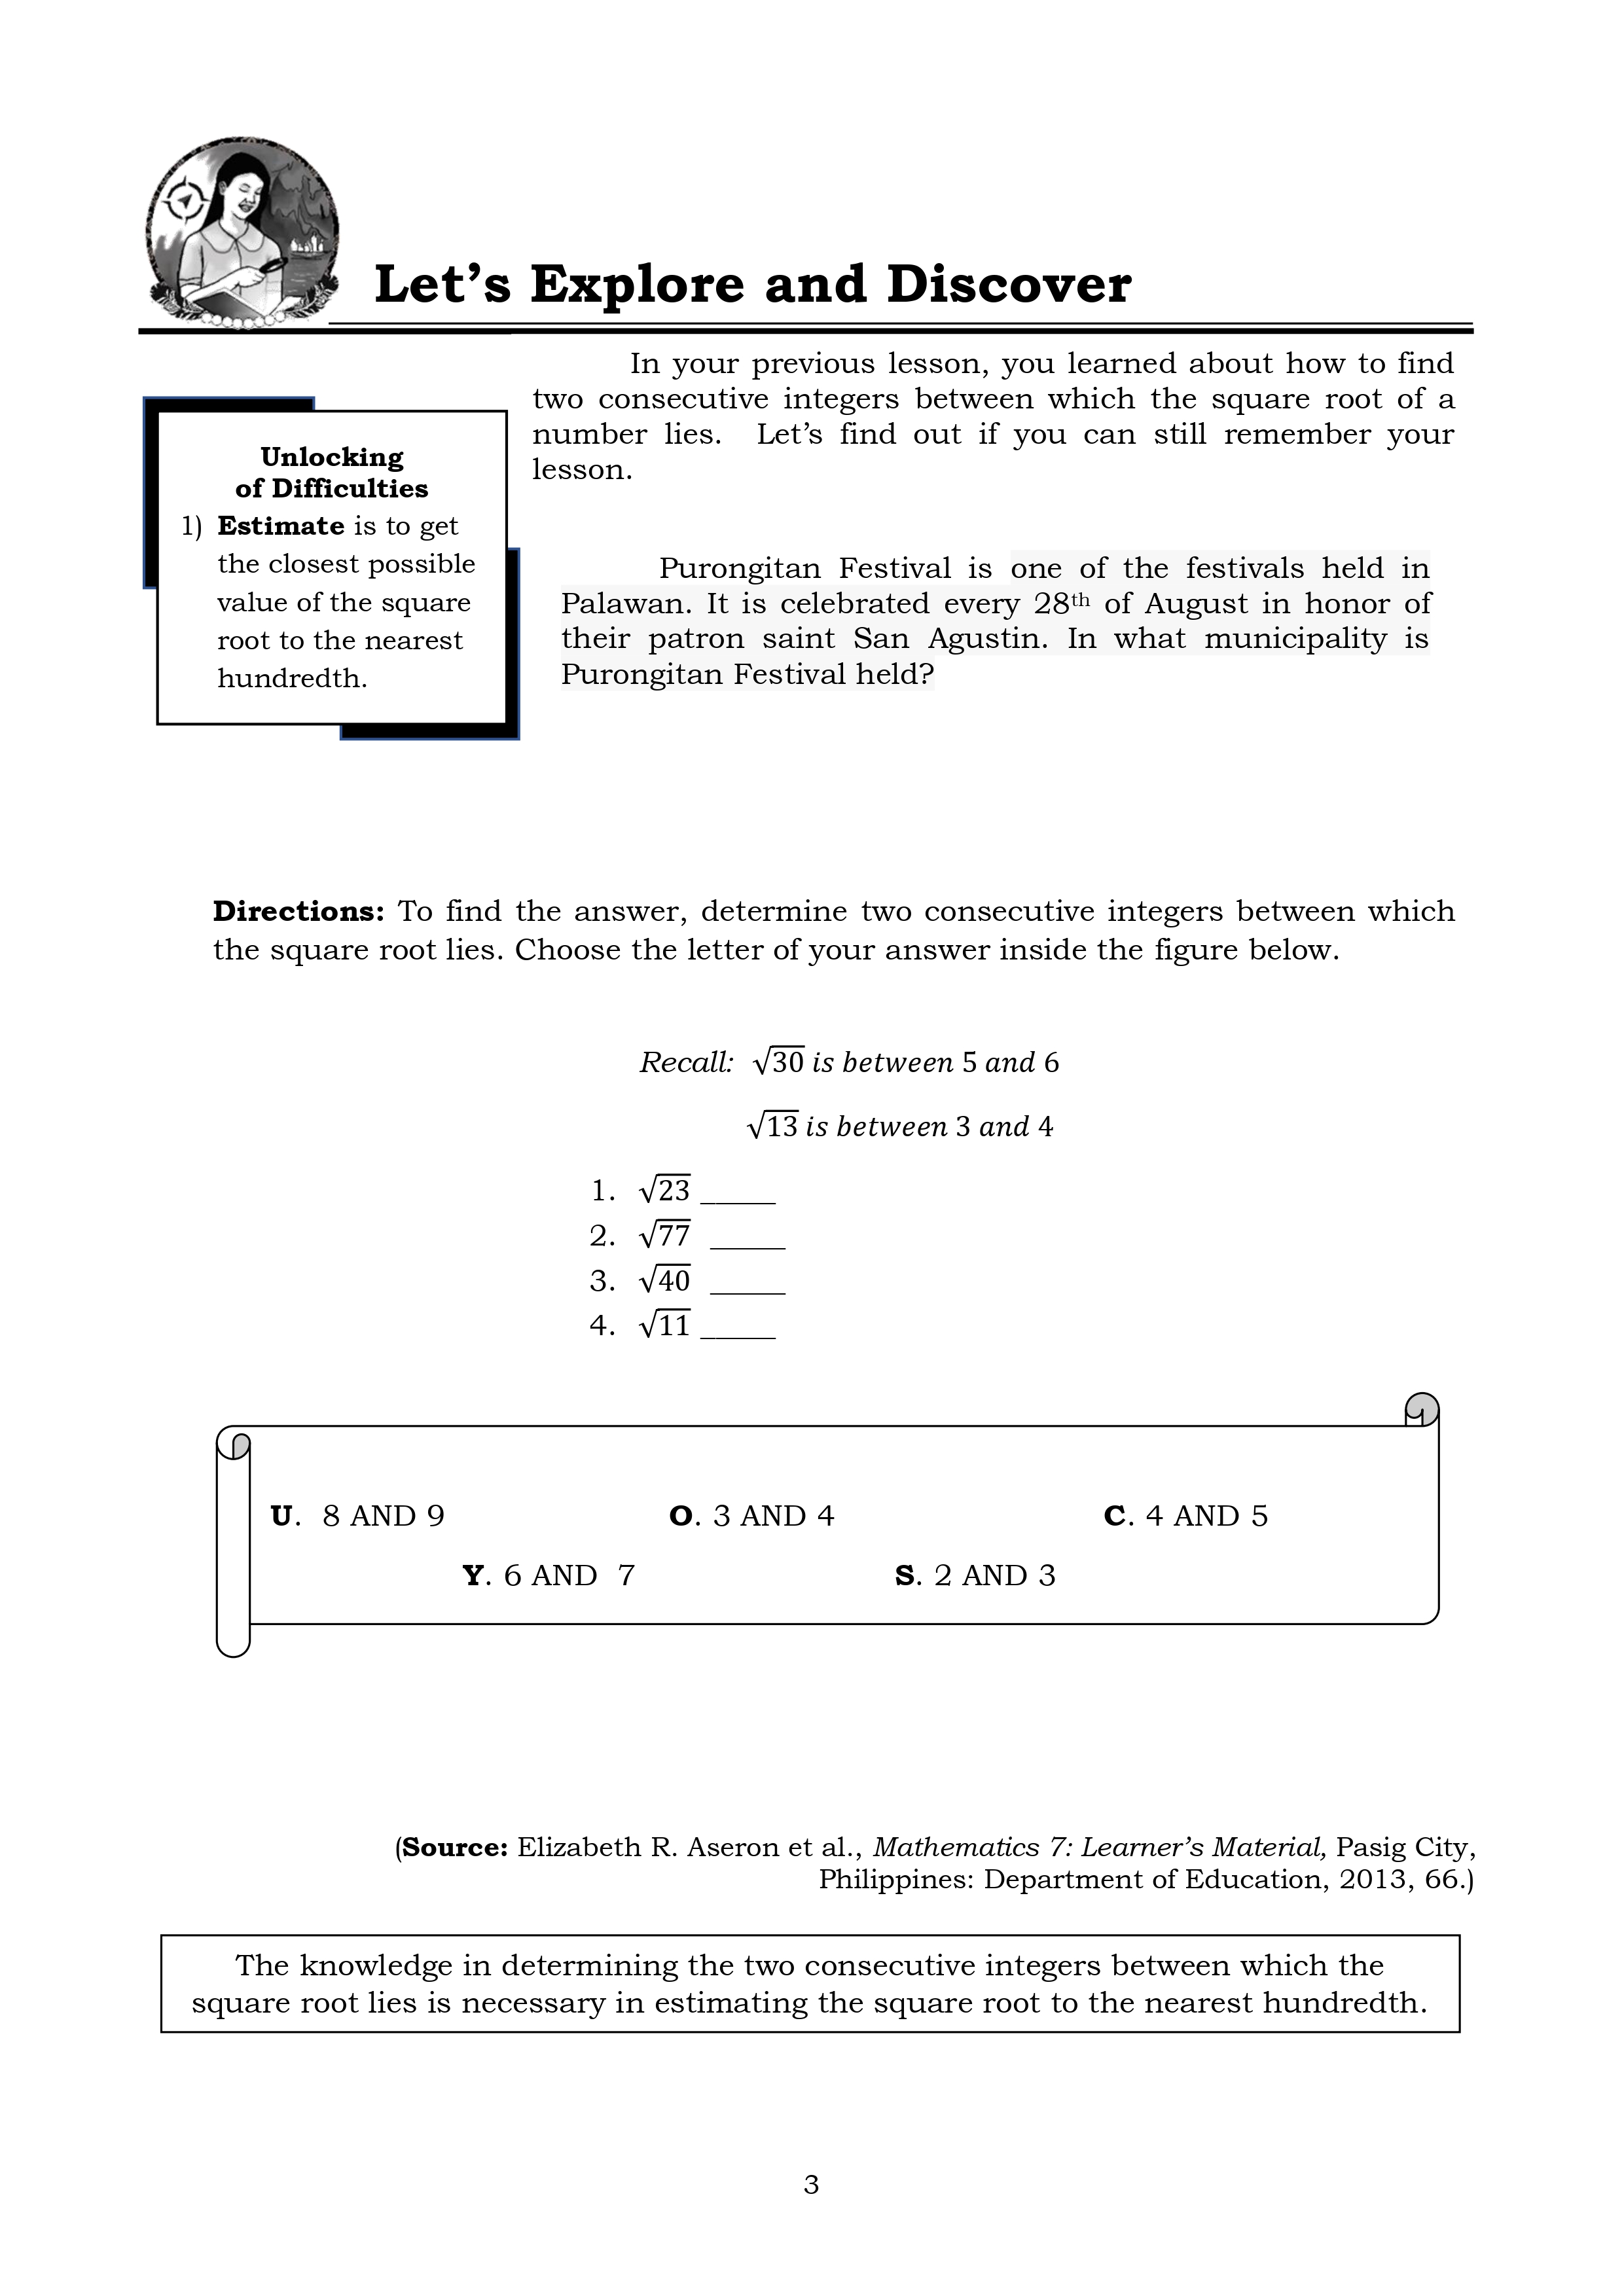 Let’s Explore and Discover
In your previous lesson, you learned about how to find
two consecutive integers between which the square root of a
number lies. Let’s find out if you can still remember your
lesson.
Unlocking
of Difficulties
1) Estimate is to get
the closest possible
value of the square
root to the nearest
hundredth.
Purongitan Festival is one of the festivals held in
Palawan. It is celebrated every 28th of August in honor of
their patron saint San Agustin. In what municipality is
Purongitan Festival held?
Directions: To find the answer, determine two consecutive integers between which
the square root lies. Choose the letter of your answer inside the figure below.
Recall: √30 is between 5 and 6
√13 is between 3 and 4
1. √23 _____
2. √77 _____
3. √40 _____
4. √11 _____
U. 8 AND 9 O. 3 AND 4 C. 4 AND 5
Y. 6 AND 7 S. 2 AND 3
(Source: Elizabeth R. Aseron et al., Mathematics 7: Learner’s Material, Pasig City,
Philippines: Department of Education, 2013, 66.)
The knowledge in determining the two consecutive integers between which the
square root lies is necessary in estimating the square root to the nearest hundredth.
3